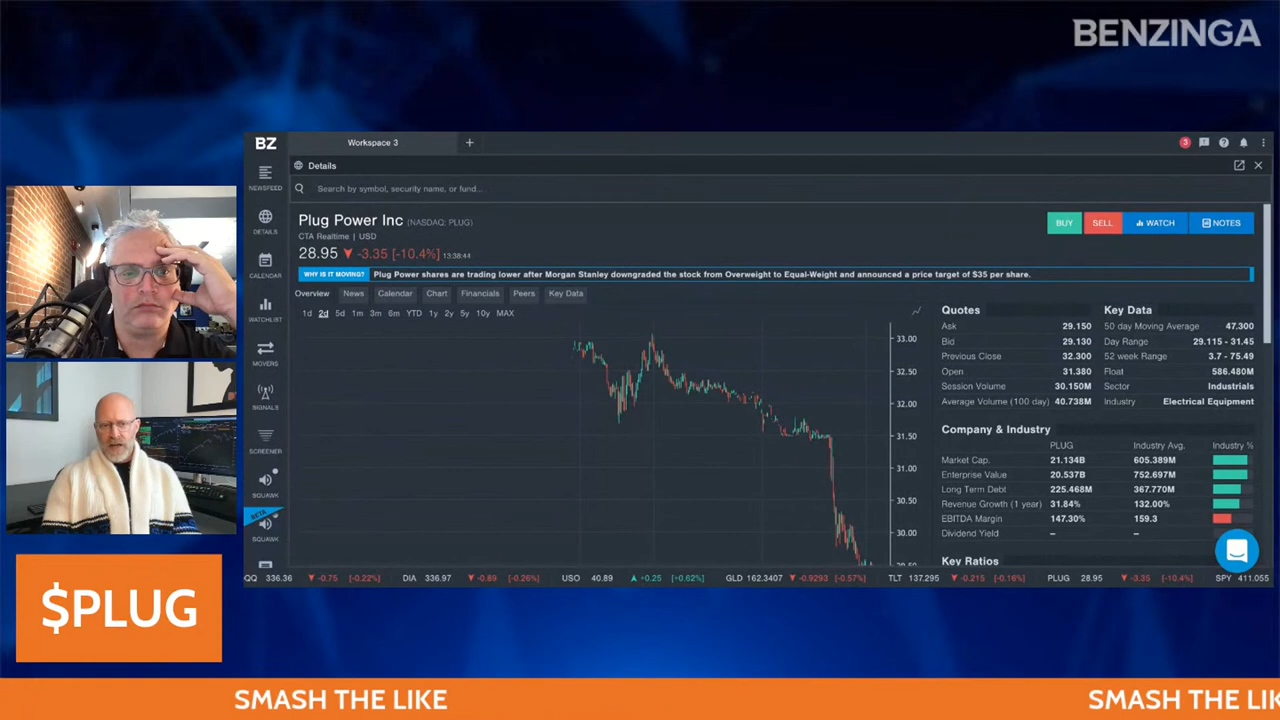 BENZINGA
BZ
Workspace 3
+
3
NEWSFEED
DETAILS
CALENDAR
WATCHLIST
MOVERS
SIGNALS
SCREENER
SQUAWK
BETA
SQUAWK
Details
Search by symbol, security name, or fund...
Plug Power Inc (NASDAQ: PLUG)
CTA Realtime | USD
28.95 ▼ -3.35 [-10.4%] 13:38:44
BUY SELL WATCH NOTES
WHY IS IT MOVING? Plug Power shares are trading lower after Morgan Stanley downgraded the stock from Overweight to Equal-Weight and announced a price target of $35 per share.
Overview News Calendar Chart Financials Peers Key Data
1d 2d 5d 1m 3m 6m YTD 1y 2y 5y 10y MAX
33.00
32.50
32.00
31.50
31.00
30.50
30.00
29.50
Quotes
Ask 29.150
Bid 29.130
Previous Close 32.300
Open 31.380
Session Volume 30.150M
Average Volume (100 day) 40.738M
Key Data
50 day Moving Average 47.300
Day Range 29.115 - 31.45
52 week Range 3.7 - 75.49
Float 586.480M
Sector Industrials
Industry Electrical Equipment
Company & Industry
PLUG Industry Avg. Industry %
Market Cap. 21.134B 605.389M
Enterprise Value 20.537B 752.697M
Long Term Debt 225.468M 367.770M
Revenue Growth (1 year) 31.84% 132.00%
EBITDA Margin 147.30% 159.3
Dividend Yield – –
Key Ratios
QQ 336.36 ▼ -0.75 [-0.22%] DIA 336.97 ▼ -0.89 [-0.26%] USO 40.89 ▲ +0.25 [+0.62%] GLD 162.3407 ▼ -0.9293 [-0.57%] TLT 137.295 ▼ -0.215 [-0.16%] PLUG 28.95 ▼ -3.35 [-10.4%] SPY 411.055
$PLUG
SMASH THE LIKE SMASH THE LIK